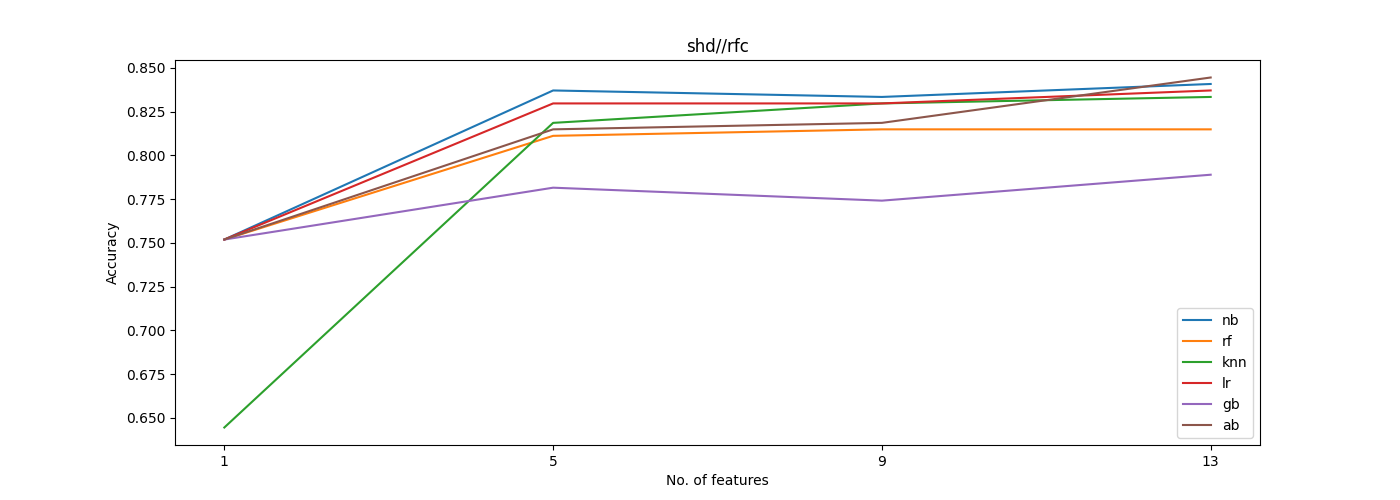 shd//rfc
0.850
0.825
0.800
0.775
0.750
0.725
0.700
0.675
0.650
Accuracy
1 5 9 13
No. of features
nb
rf
knn
lr
gb
ab